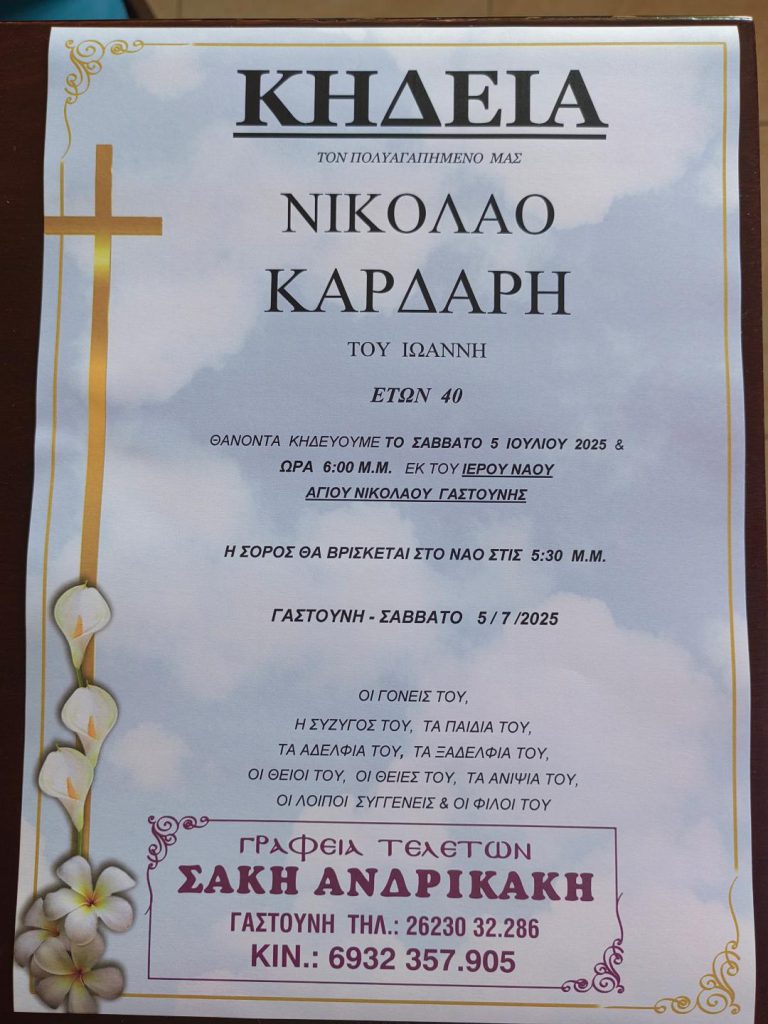 ΚΗΔΕΙΑ
ΤΟΝ ΠΟΛΥΑΓΑΠΗΜΕΝΟ ΜΑΣ
ΝΙΚΟΛΑΟ
ΚΑΡΔΑΡΗ
ΤΟΥ ΙΩΑΝΝΗ
ΕΤΩΝ 40
ΘΑΝΟΝΤΑ ΚΗΔΕΥΟΥΜΕ ΤΟ ΣΑΒΒΑΤΟ 5 ΙΟΥΛΙΟΥ 2025 &
ΩΡΑ 6:00 Μ.Μ. ΕΚ ΤΟΥ ΙΕΡΟΥ ΝΑΟΥ
ΑΓΙΟΥ ΝΙΚΟΛΑΟΥ ΓΑΣΤΟΥΝΗΣ
Η ΣΟΡΟΣ ΘΑ ΒΡΙΣΚΕΤΑΙ ΣΤΟ ΝΑΟ ΣΤΙΣ 5:30 Μ.Μ.
ΓΑΣΤΟΥΝΗ - ΣΑΒΒΑΤΟ 5 / 7 /2025
ΟΙ ΓΟΝΕΙΣ ΤΟΥ,
Η ΣΥΖΥΓΟΣ ΤΟΥ, ΤΑ ΠΑΙΔΙΑ ΤΟΥ,
ΤΑ ΑΔΕΛΦΙΑ ΤΟΥ, ΤΑ ΞΑΔΕΛΦΙΑ ΤΟΥ,
ΟΙ ΘΕΙΟΙ ΤΟΥ, ΟΙ ΘΕΙΕΣ ΤΟΥ, ΤΑ ΑΝΙΨΙΑ ΤΟΥ,
ΟΙ ΛΟΙΠΟΙ ΣΥΓΓΕΝΕΙΣ & ΟΙ ΦΙΛΟΙ ΤΟΥ
ΓΡΑΦΕΙΑ ΤΕΛΕΤΩΝ
ΣΑΚΗ ΑΝΔΡΙΚΑΚΗ
ΓΑΣΤΟΥΝΗ ΤΗΛ.: 26230 32.286
ΚΙΝ.: 6932 357.905